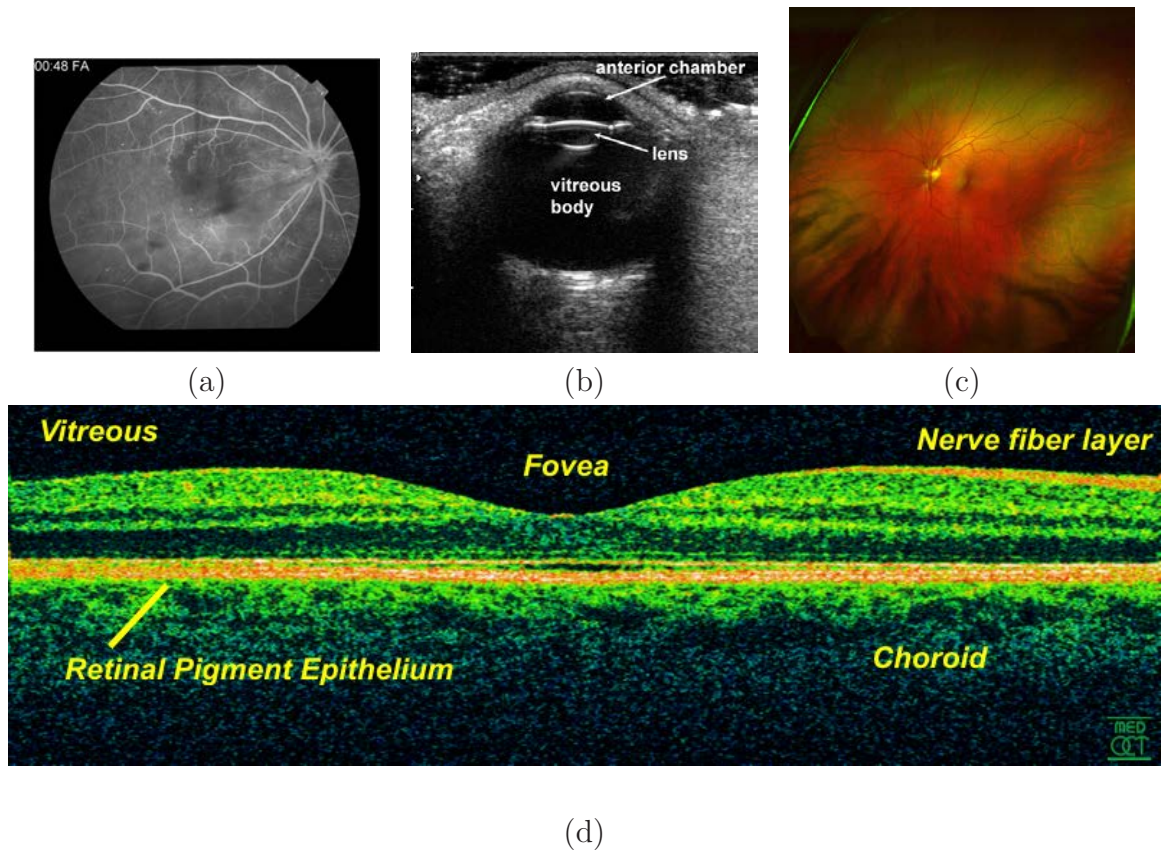 00:48 FA
anterior chamber
lens
vitreous
body
(a)
(b)
(c)
Vitreous
Fovea
Nerve fiber layer
Retinal Pigment Epithelium
Choroid
MED
OCT
(d)